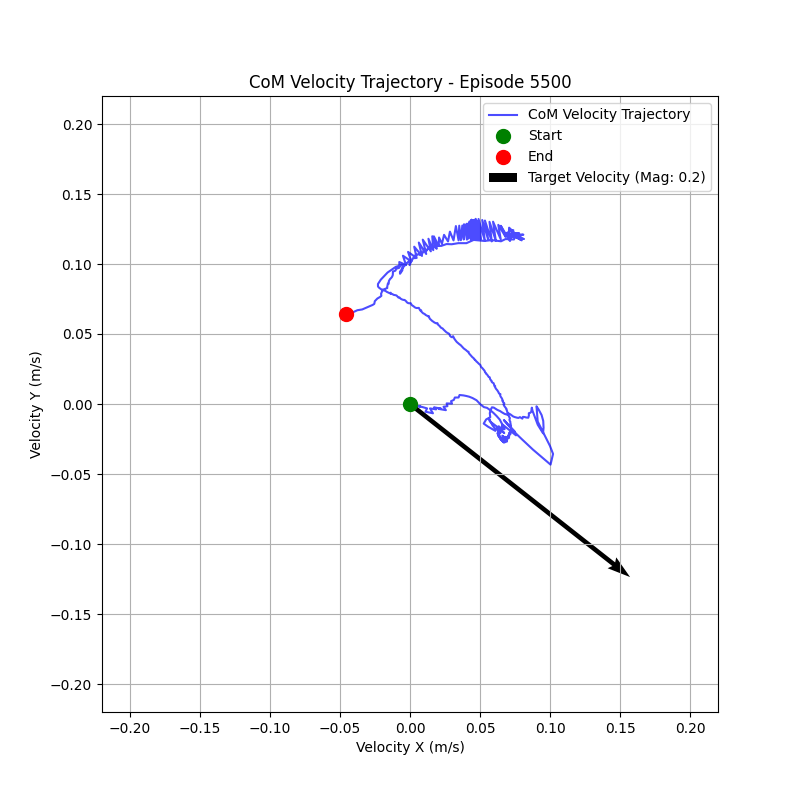 CoM Velocity Trajectory - Episode 5500
CoM Velocity Trajectory
Start
End
Target Velocity (Mag: 0.2)
0.20
0.15
0.10
0.05
0.00
−0.05
−0.10
−0.15
−0.20
Velocity Y (m/s)
−0.20 −0.15 −0.10 −0.05 0.00 0.05 0.10 0.15 0.20
Velocity X (m/s)